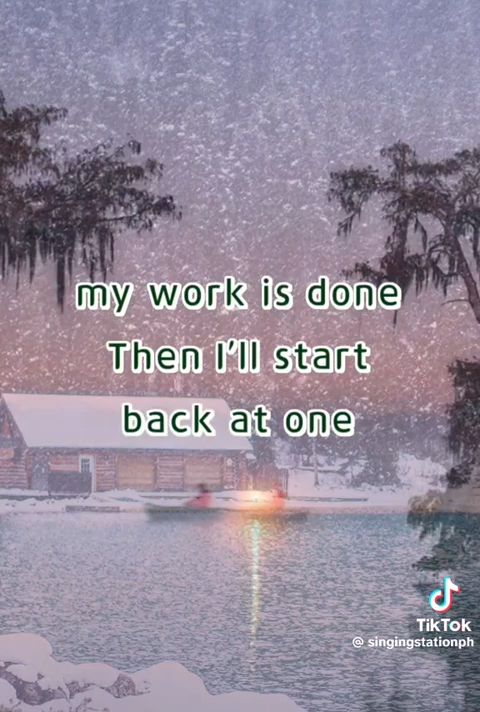 my work is done
Then I'll start
back at one
TikTok
@ singingstationph